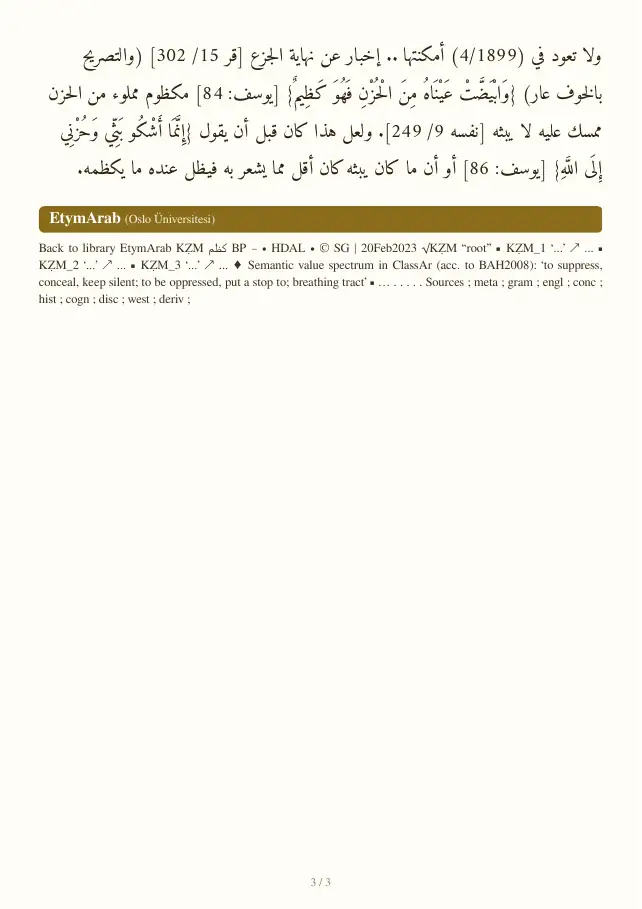 ولا تعود في (4/1899) أمكنتها .. إخبار عن نهاية الجزع [قر 15/ 302] (والتصريح
بالخوف عار) {وَابْيَضَّتْ عَيْنَاهُ مِنَ الْحُزْنِ فَهُوَ كَظِيمٌ} [يوسف: 84] مكظوم مملوء من الحزن
ممسك عليه لا يبثه [نفسه 9/ 249]. ولعل هذا كان قبل أن يقول {إِنَّمَا أَشْكُو بَثِّي وَحُزْنِي
إِلَى اللَّهِ} [يوسف: 86] أو أن ما كان يبثه كان أقل مما يشعر به فيظل عنده ما يكظمه.
EtymArab (Oslo Üniversitesi)
Back to library EtymArab KẒM كظم BP – • HDAL • © SG | 20Feb2023 √KẒM “root” ▪ KẒM_1 ‘...’ ↗ ... ▪
KẒM_2 ‘...’ ↗ ... ▪ KẒM_3 ‘...’ ↗ ... ♦ Semantic value spectrum in ClassAr (acc. to BAH2008): ‘to suppress,
conceal, keep silent; to be oppressed, put a stop to; breathing tract’ ▪ … . . . . . Sources ; meta ; gram ; engl ; conc ;
hist ; cogn ; disc ; west ; deriv ;
3 / 3